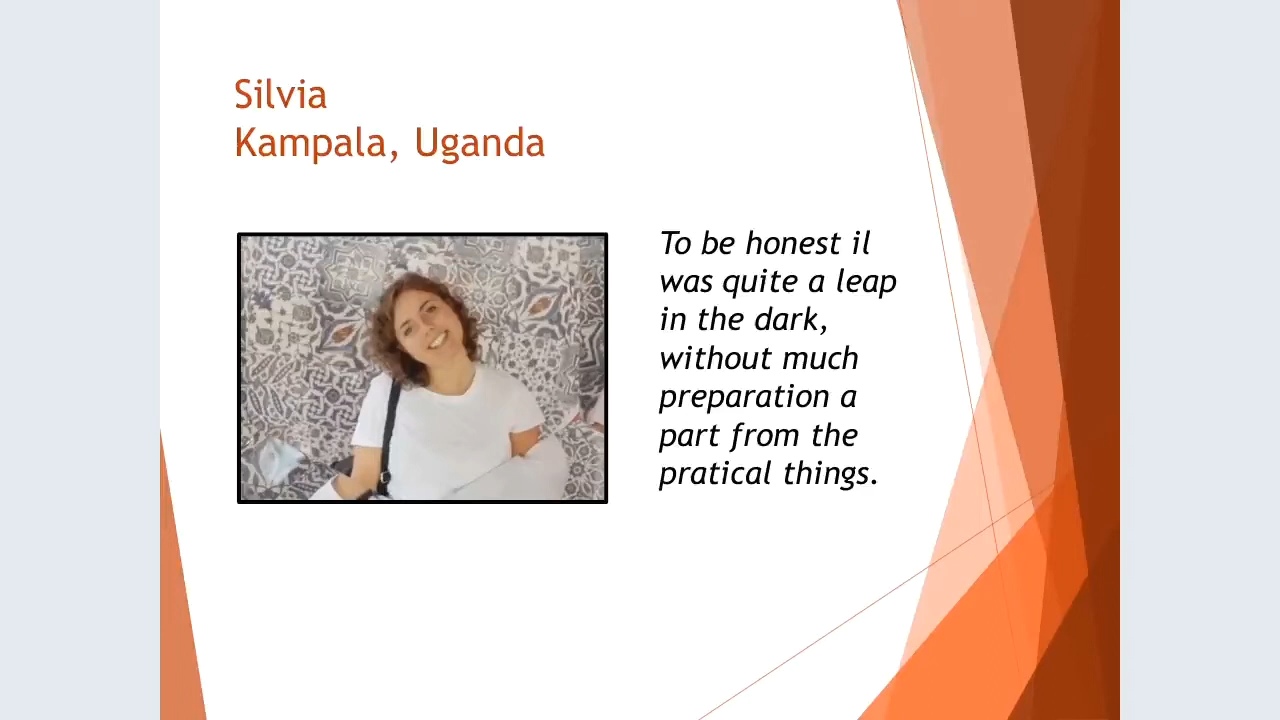 Silvia
Kampala, Uganda
To be honest il
was quite a leap
in the dark,
without much
preparation a
part from the
pratical things.